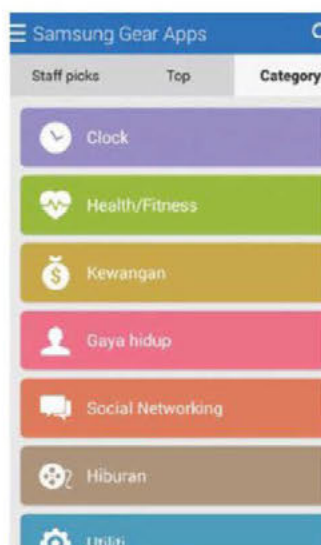 Samsung Gear Apps
Staff picks Top Category
Clock
Health/Fitness
Kewangan
Gaya hidup
Social Networking
Hiburan
Utiliti